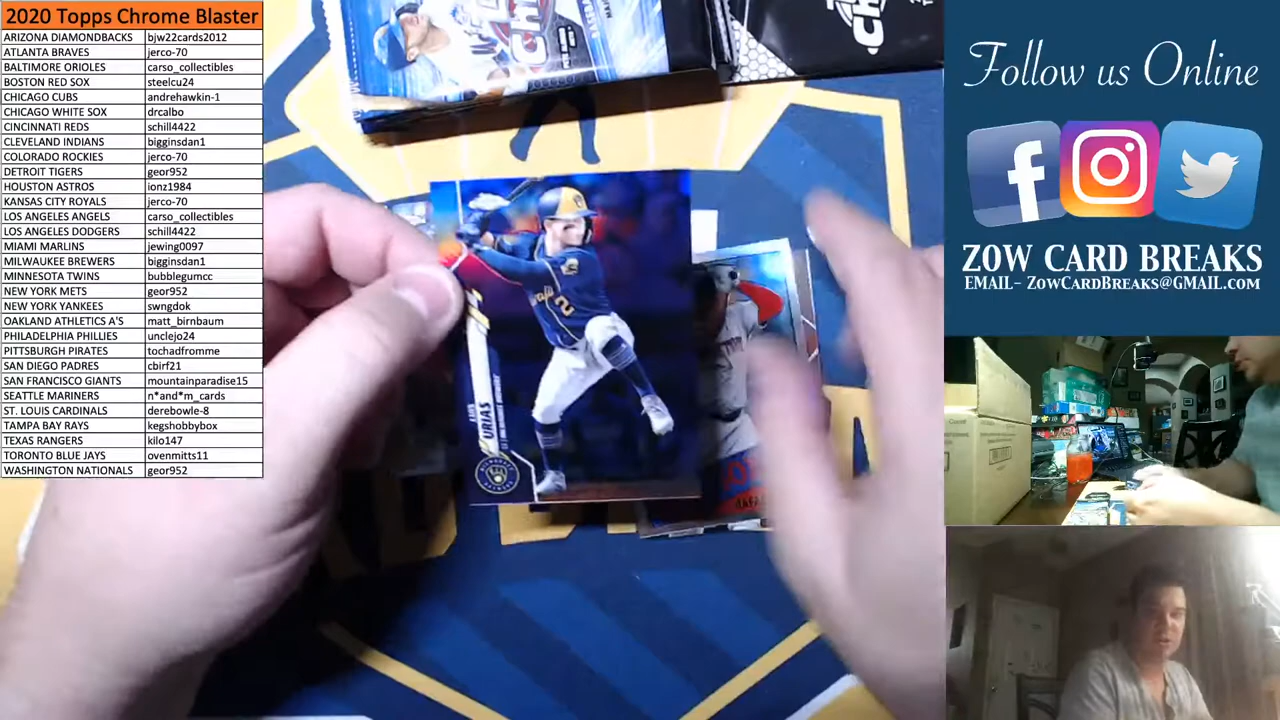 2020 Topps Chrome Blaster
ARIZONA DIAMONDBACKS bjw22cards2012
ATLANTA BRAVES jerco-70
BALTIMORE ORIOLES carso_collectibles
BOSTON RED SOX steelcu24
CHICAGO CUBS andrehawkin-1
CHICAGO WHITE SOX drcalbo
CINCINNATI REDS schill4422
CLEVELAND INDIANS bigginsdan1
COLORADO ROCKIES jerco-70
DETROIT TIGERS geor952
HOUSTON ASTROS ionz1984
KANSAS CITY ROYALS jerco-70
LOS ANGELES ANGELS carso_collectibles
LOS ANGELES DODGERS schill4422
MIAMI MARLINS jewing0097
MILWAUKEE BREWERS bigginsdan1
MINNESOTA TWINS bubblegumcc
NEW YORK METS geor952
NEW YORK YANKEES swngdok
OAKLAND ATHLETICS A'S matt_birnbaum
PHILADELPHIA PHILLIES unclejo24
PITTSBURGH PIRATES tochadfromme
SAN DIEGO PADRES cbirf21
SAN FRANCISCO GIANTS mountainparadise15
SEATTLE MARINERS n*and*m_cards
ST. LOUIS CARDINALS derebowle-8
TAMPA BAY RAYS kegshobbybox
TEXAS RANGERS kilo147
TORONTO BLUE JAYS ovenmitts11
WASHINGTON NATIONALS geor952
2
LUIS
URIAS
Follow us Online
ZOW CARD BREAKS
EMAIL- ZowCardBreaks@GMAIL.com